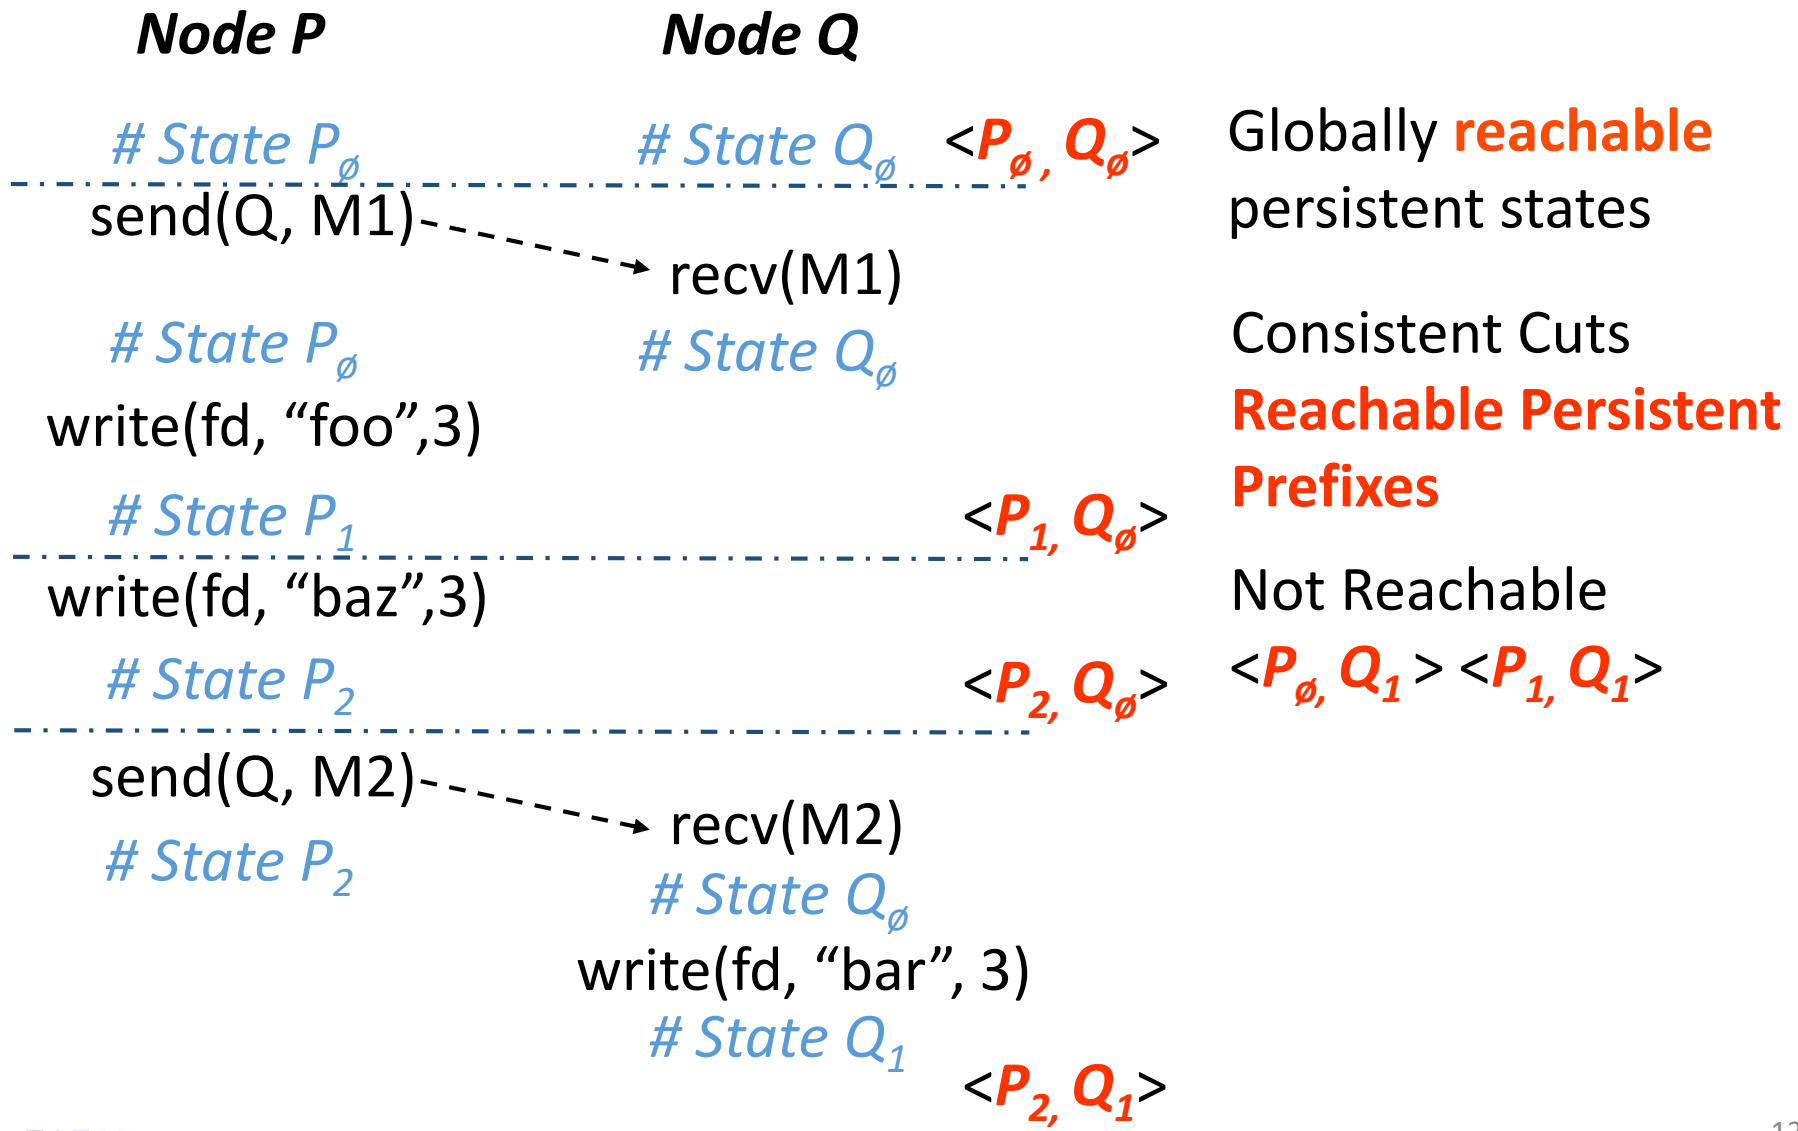 Node P Node Q
# State Pø # State Qø <Pø, Qø> Globally reachable
persistent states
send(Q, M1)
recv(M1)
# State Pø # State Qø
Consistent Cuts
Reachable Persistent
Prefixes
write(fd, “foo”,3)
# State P1 <P1, Qø>
write(fd, “baz”,3)
Not Reachable
# State P2 <P2, Qø> <Pø, Q1 > <P1, Q1>
send(Q, M2)
recv(M2)
# State P2
# State Qø
write(fd, “bar”, 3)
# State Q1
<P2, Q1>